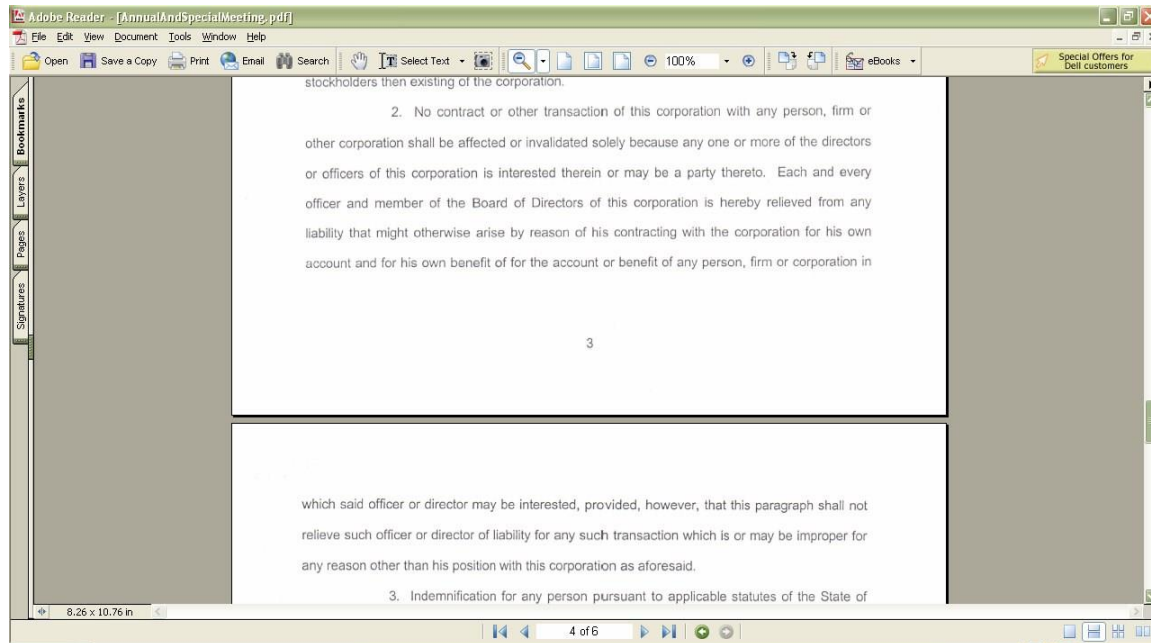 Adobe Reader - [AnnualAndSpecialMeeting.pdf]
File Edit View Document Tools Window Help
Open Save a Copy Print Email Search Select Text 100% eBooks Special Offers for
Dell customers
Bookmarks
Layers
Pages
Signatures
stockholders then existing of the corporation.
2. No contract or other transaction of this corporation with any person, firm or
other corporation shall be affected or invalidated solely because any one or more of the directors
or officers of this corporation is interested therein or may be a party thereto. Each and every
officer and member of the Board of Directors of this corporation is hereby relieved from any
liability that might otherwise arise by reason of his contracting with the corporation for his own
account and for his own benefit of for the account or benefit of any person, firm or corporation in
3
which said officer or director may be interested, provided, however, that this paragraph shall not
relieve such officer or director of liability for any such transaction which is or may be improper for
any reason other than his position with this corporation as aforesaid.
3. Indemnification for any person pursuant to applicable statutes of the State of
8.26 x 10.76 in
4 of 6